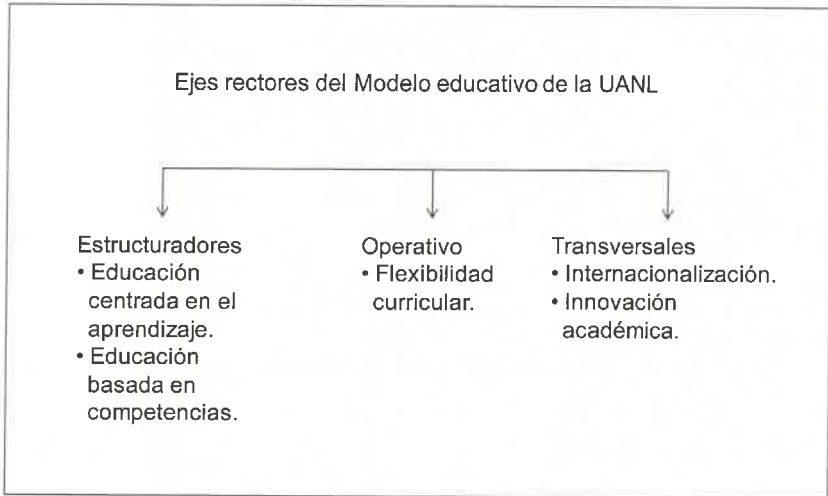 Ejes rectores del Modelo educativo de la UANL
Estructuradores
• Educación
centrada en el
aprendizaje.
• Educación
basada en
competencias.
Operativo
• Flexibilidad
curricular.
Transversales
• Internacionalización.
• Innovación
académica.